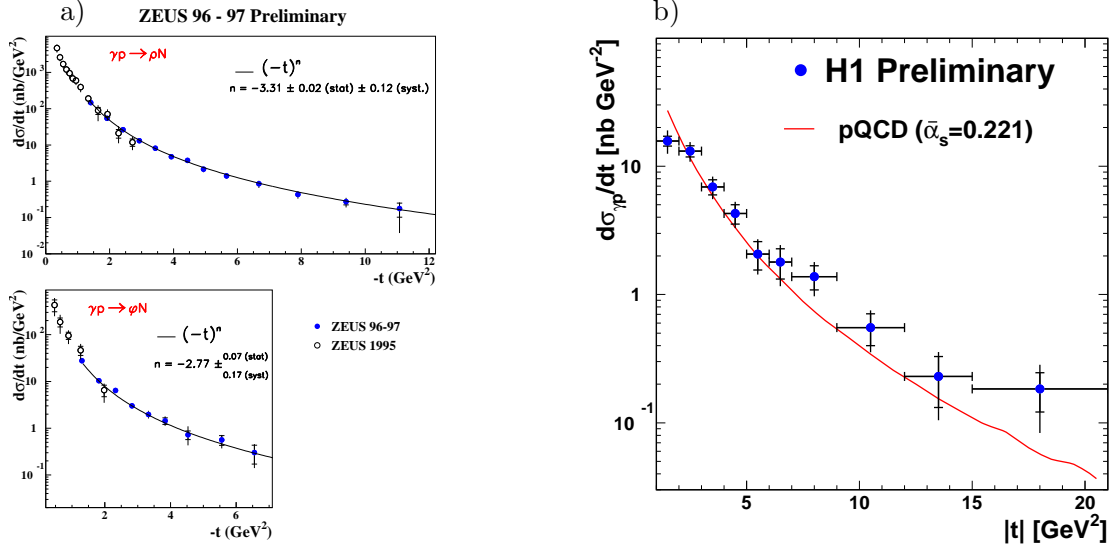 a)
ZEUS 96 - 97 Preliminary
dσ/dt (nb/GeV²)
γp → ρN
(-t)ⁿ
n = -3.31 ± 0.02 (stat) ± 0.12 (syst.)
10³
10²
10
1
10⁻¹
10⁻²
0 2 4 6 8 10 12
-t (GeV²)
dσ/dt (nb/GeV²)
γp → φN
(-t)ⁿ
n = -2.77 ± 0.07 (stat) 0.17 (syst)
10²
10
1
10⁻¹
2 4 6
-t (GeV²)
ZEUS 96-97
ZEUS 1995
b)
dσγp/dt [nb GeV⁻²]
H1 Preliminary
pQCD (ᾱₛ=0.221)
10
1
10⁻¹
5 10 15 20
|t| [GeV²]